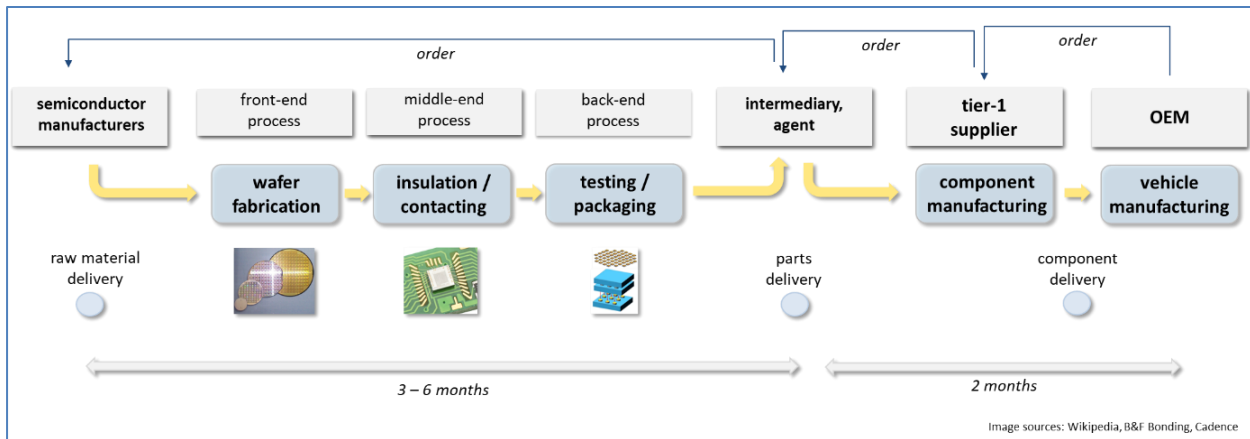 order
order
order
semiconductor
manufacturers
front-end
process
middle-end
process
back-end
process
intermediary,
agent
tier-1
supplier
OEM
wafer
fabrication
insulation /
contacting
testing /
packaging
component
manufacturing
vehicle
manufacturing
raw material
delivery
parts
delivery
component
delivery
3 – 6 months
2 months
Image sources: Wikipedia, B&F Bonding, Cadence